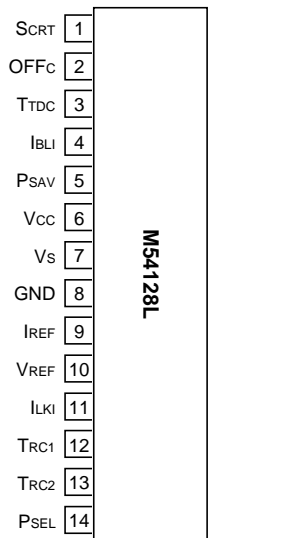 SCRT 1
OFFC 2
TTDC 3
IBLI 4
PSAV 5
VCC 6
VS 7
GND 8
IREF 9
VREF 10
ILKI 11
TRC1 12
TRC2 13
PSEL 14
M54128L